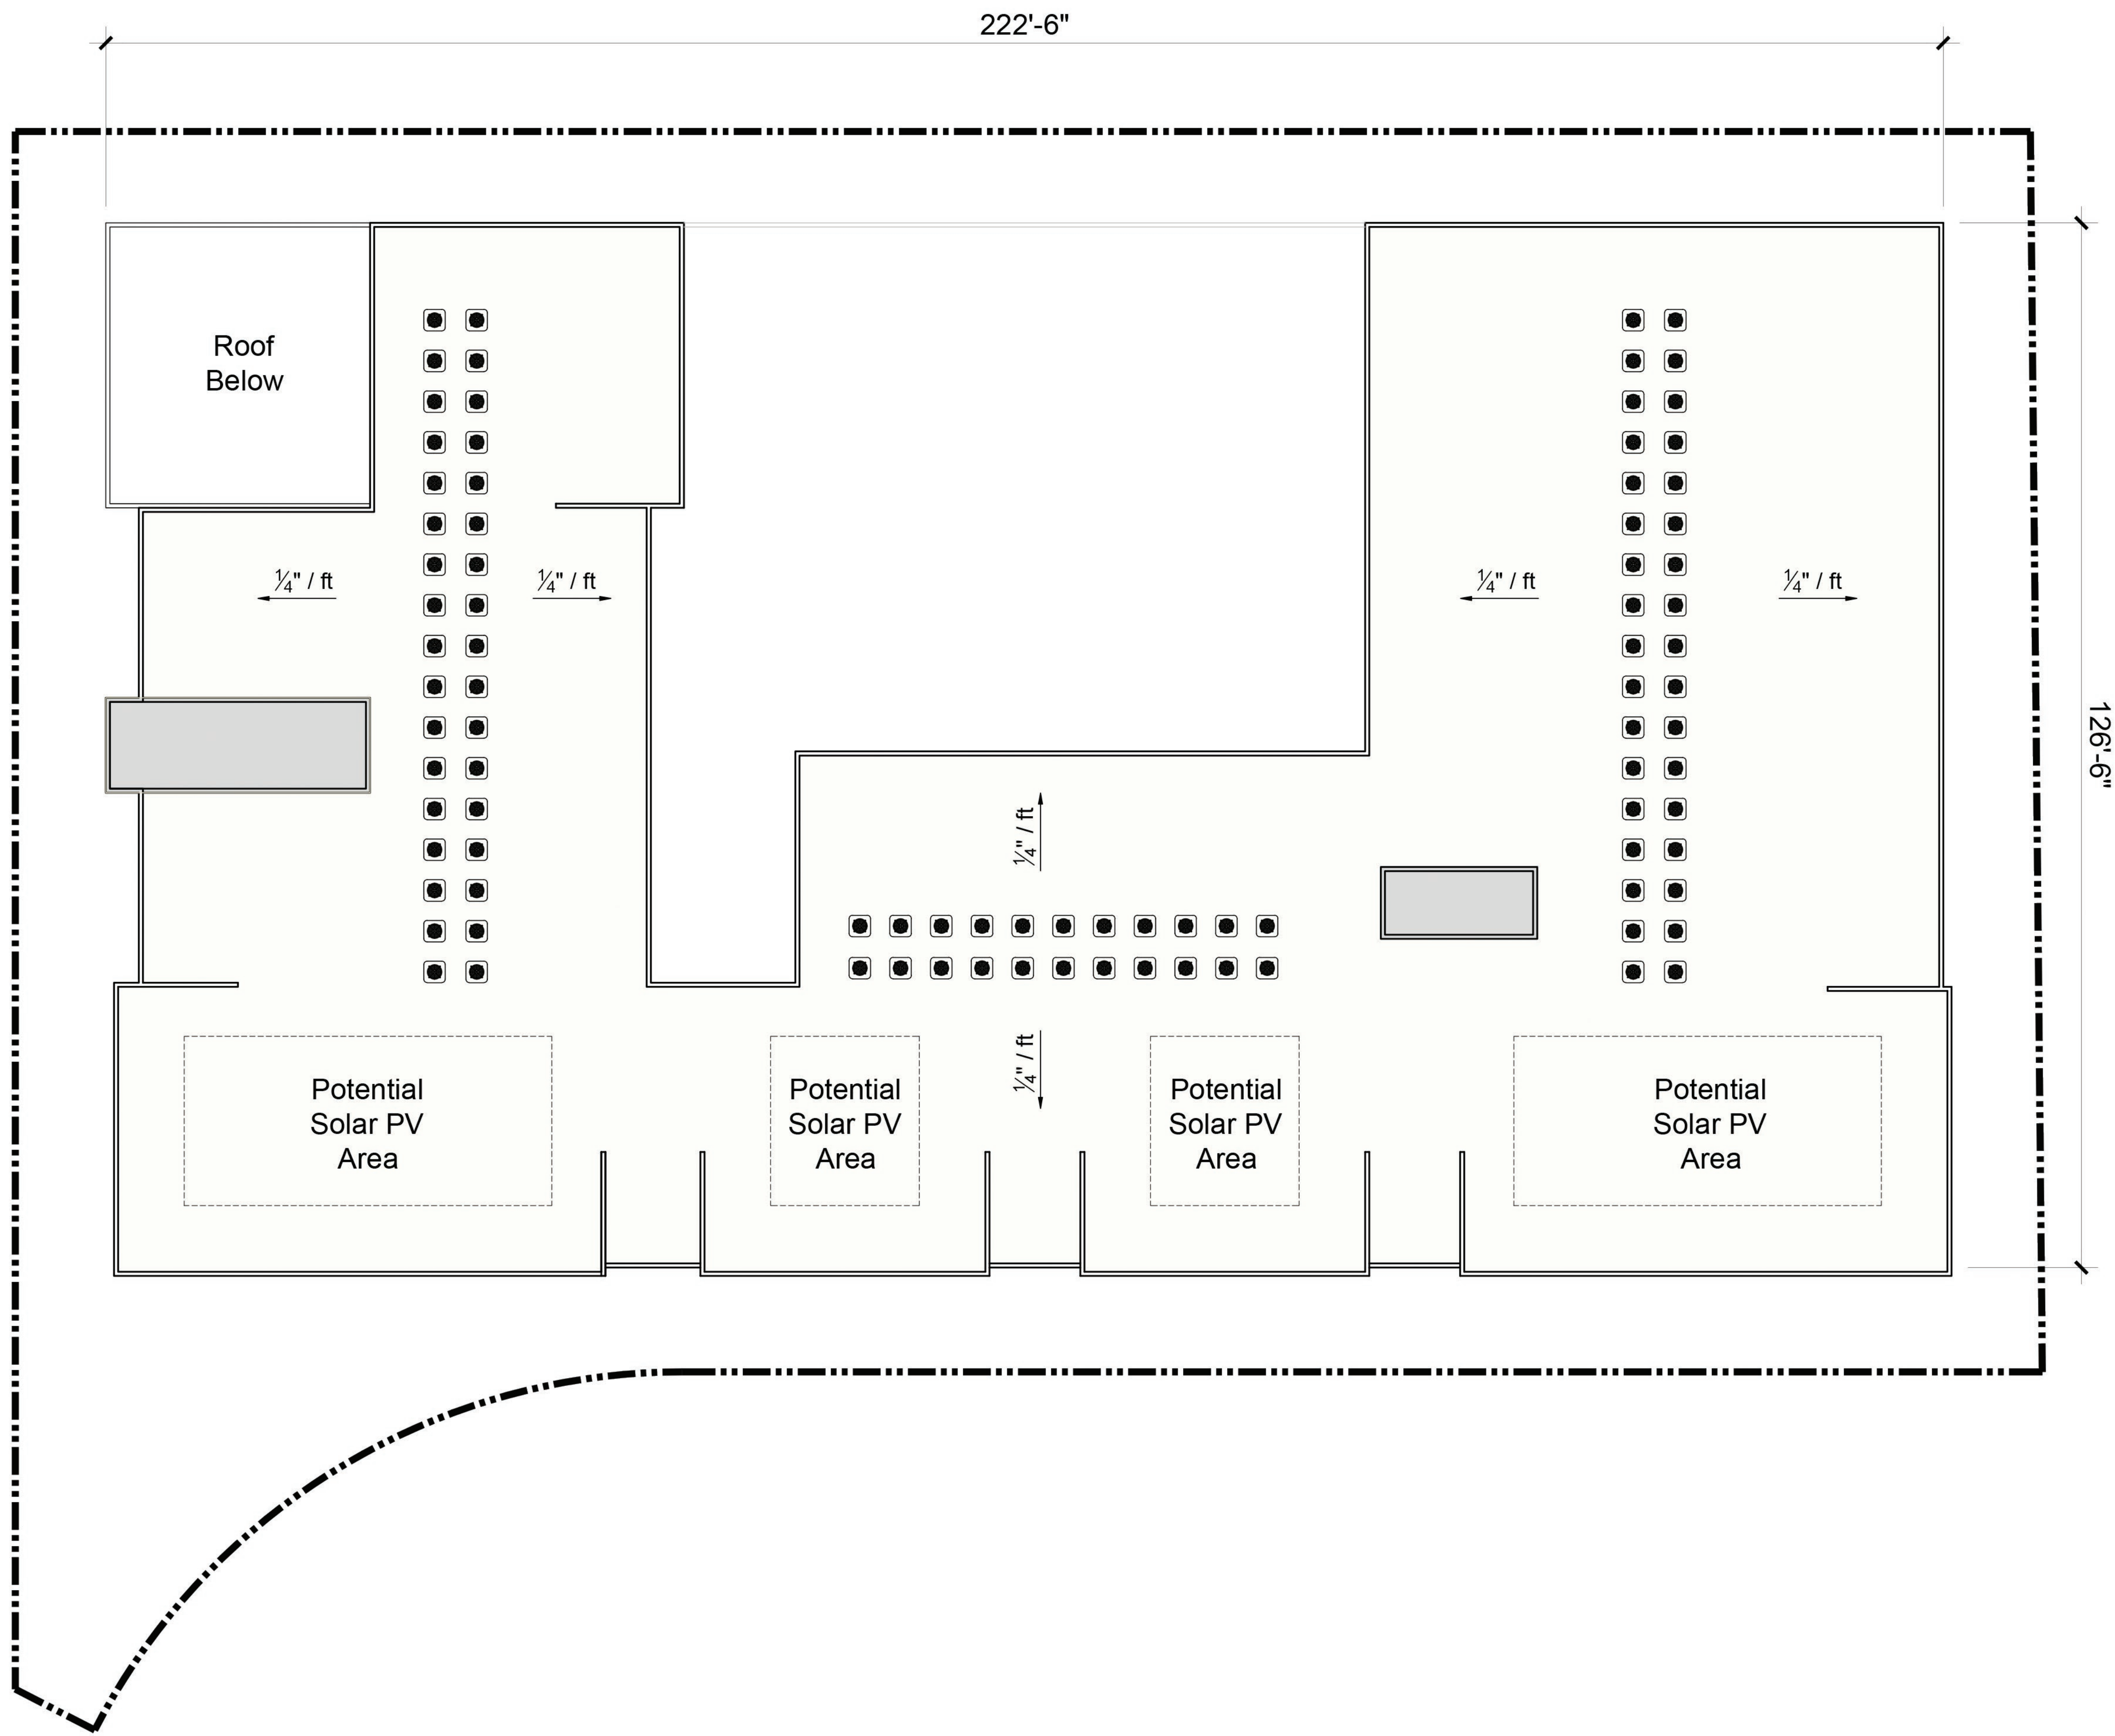 222'-6"
Roof
Below
1/4" / ft
1/4" / ft
1/4" / ft
1/4" / ft
126'-6"
1/4" / ft
1/4" / ft
Potential
Solar PV
Area
Potential
Solar PV
Area
Potential
Solar PV
Area
Potential
Solar PV
Area